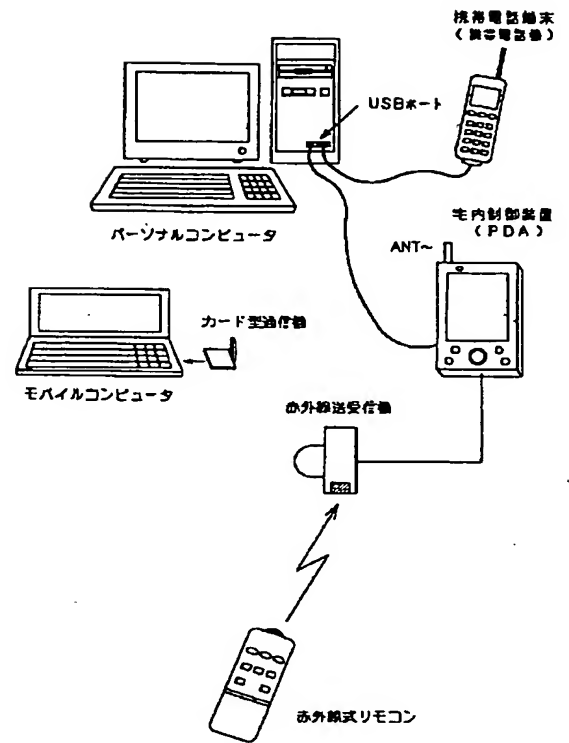 携帯電話端末
(携帯電話機)
USBポート
宅内制御装置
(PDA)
ANT~
パーソナルコンピュータ
カード型通信機
モバイルコンピュータ
赤外線送受信機
赤外線式リモコン